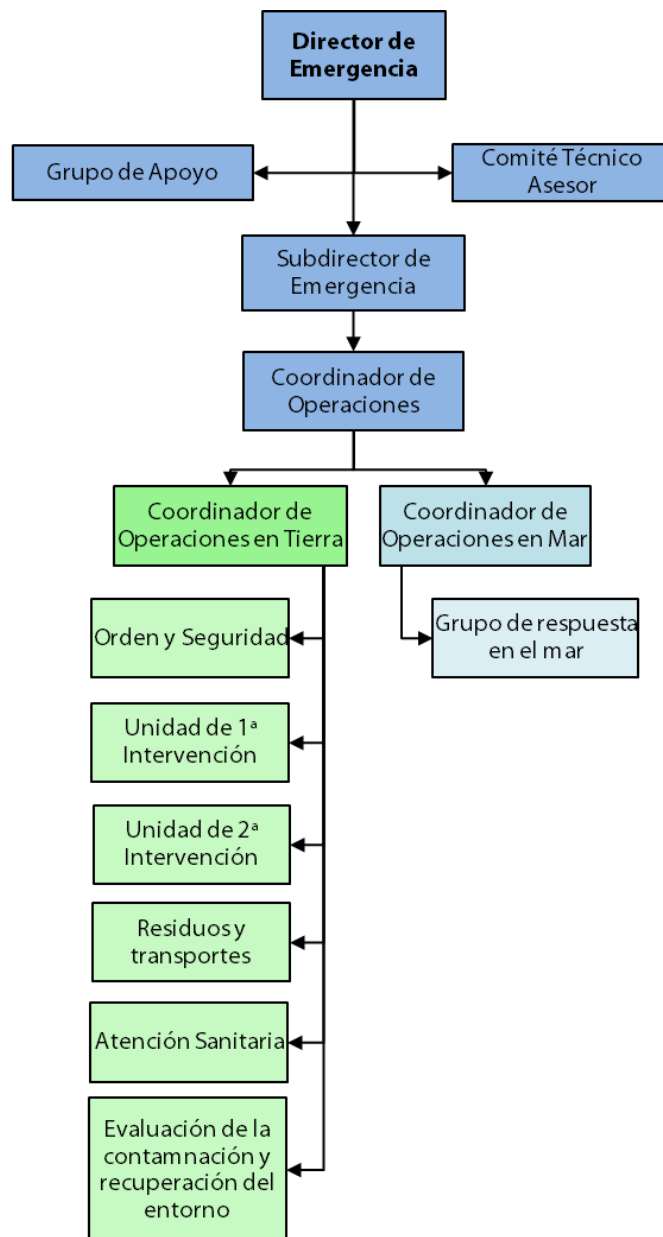 Director de
Emergencia
Grupo de Apoyo
Comité Técnico
Asesor
Subdirector de
Emergencia
Coordinador de
Operaciones
Coordinador de
Operaciones en Tierra
Coordinador de
Operaciones en Mar
Orden y Seguridad
Grupo de respuesta
en el mar
Unidad de 1ª
Intervención
Unidad de 2ª
Intervención
Residuos y
transportes
Atención Sanitaria
Evaluación de la
contamnación y
recuperación del
entorno